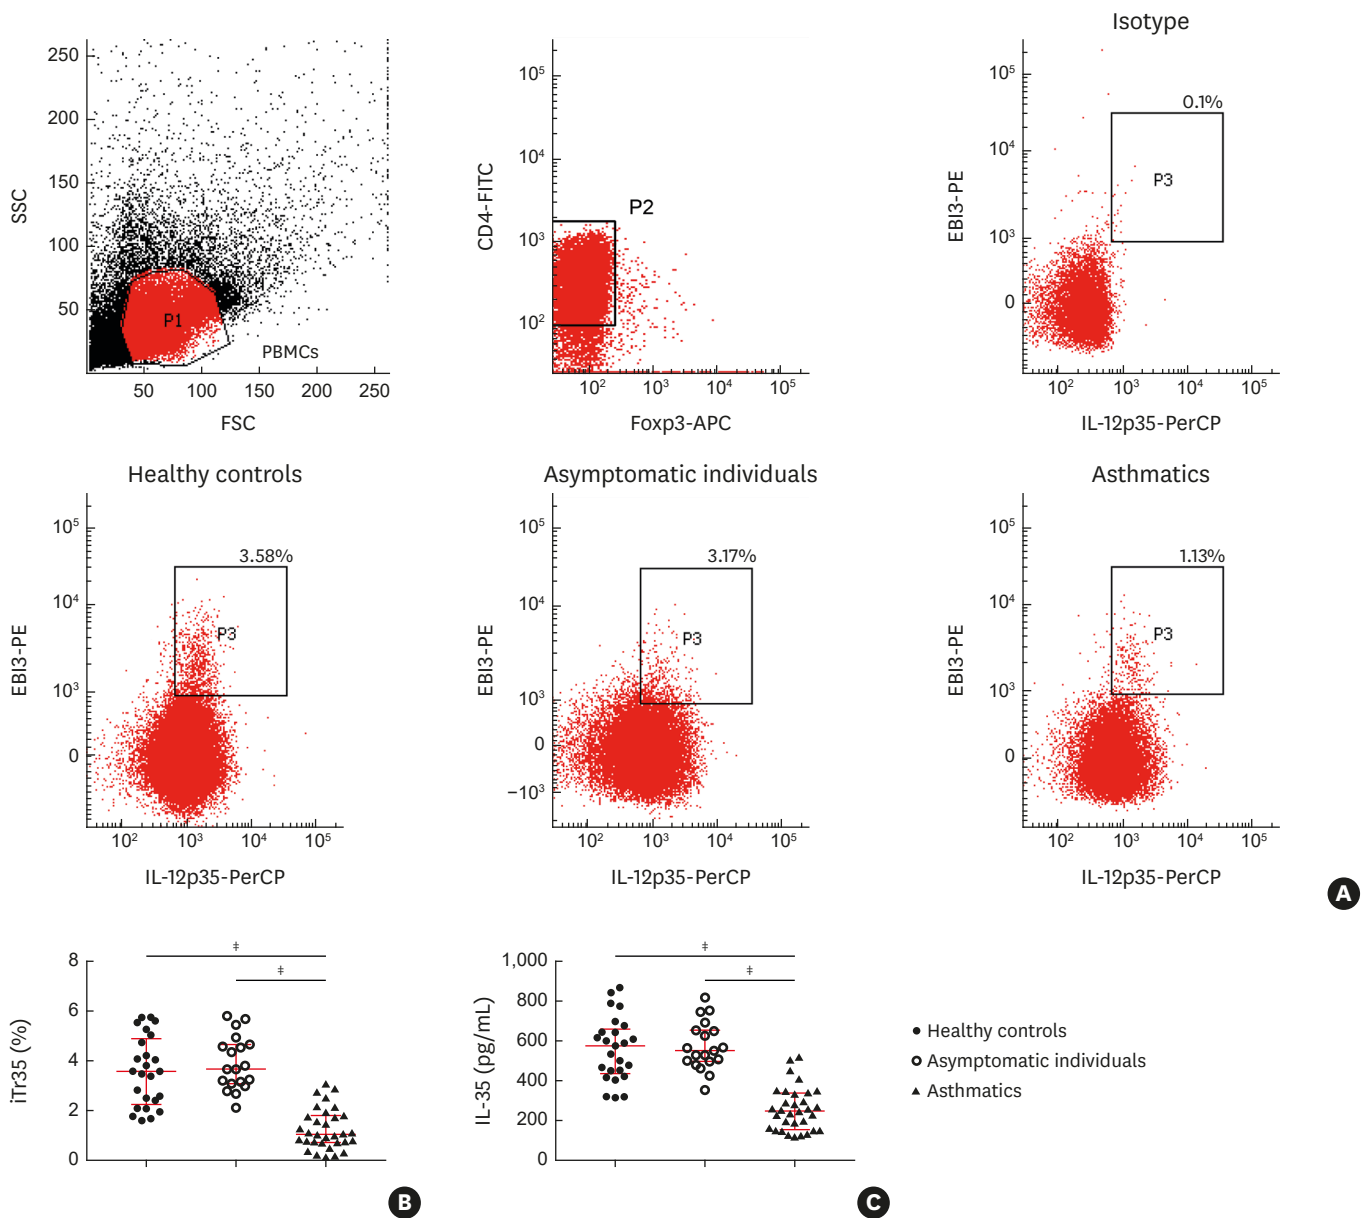 250
200
150
100
50
SSC
P1
PBMCs
50 100 150 200 250
FSC
10⁵
10⁴
10³
10²
CD4-FITC
P2
10² 10³ 10⁴ 10⁵
Foxp3-APC
Isotype
10⁵
10⁴
10³
0
EBI3-PE
0.1%
P3
10² 10³ 10⁴ 10⁵
IL-12p35-PerCP
Healthy controls
10⁵
10⁴
10³
0
EBI3-PE
3.58%
P3
10² 10³ 10⁴ 10⁵
IL-12p35-PerCP
Asymptomatic individuals
10⁵
10⁴
10³
0
−10³
EBI3-PE
3.17%
P3
10² 10³ 10⁴ 10⁵
IL-12p35-PerCP
Asthmatics
10⁵
10⁴
10³
0
EBI3-PE
1.13%
P3
10² 10³ 10⁴ 10⁵
IL-12p35-PerCP
A
8
6
4
2
0
iTr35 (%)
‡
‡
B
1,000
800
600
400
200
0
IL-35 (pg/mL)
‡
‡
C
Healthy controls
Asymptomatic individuals
Asthmatics